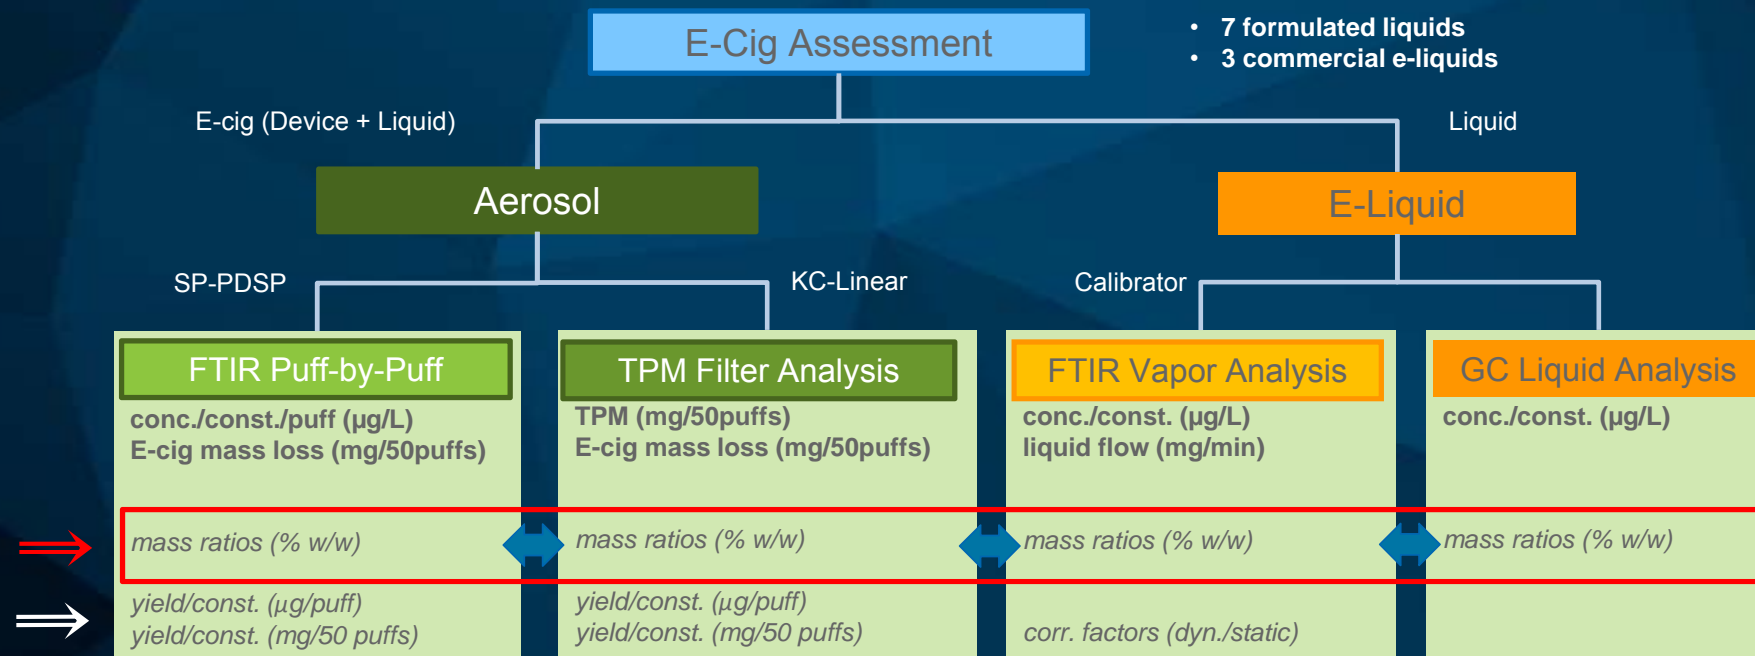 E-Cig Assessment
• 7 formulated liquids
• 3 commercial e-liquids
E-cig (Device + Liquid)
Liquid
Aerosol
E-Liquid
SP-PDSP
KC-Linear
Calibrator
FTIR Puff-by-Puff
conc./const./puff (µg/L)
E-cig mass loss (mg/50puffs)
mass ratios (% w/w)
yield/const. (µg/puff)
yield/const. (mg/50 puffs)
TPM Filter Analysis
TPM (mg/50puffs)
E-cig mass loss (mg/50puffs)
mass ratios (% w/w)
yield/const. (µg/puff)
yield/const. (mg/50 puffs)
FTIR Vapor Analysis
conc./const. (µg/L)
liquid flow (mg/min)
mass ratios (% w/w)
corr. factors (dyn./static)
GC Liquid Analysis
conc./const. (µg/L)
mass ratios (% w/w)